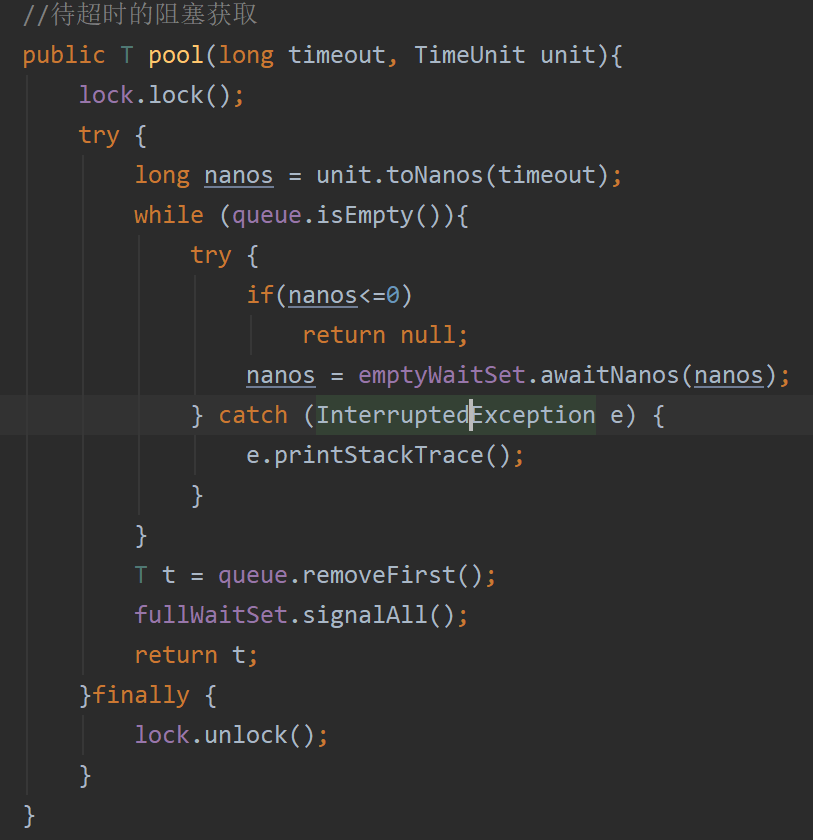 //待超时的阻塞获取
public T pool(long timeout, TimeUnit unit){
lock.lock();
try {
long nanos = unit.toNanos(timeout);
while (queue.isEmpty()){
try {
if(nanos<=0)
return null;
nanos = emptyWaitSet.awaitNanos(nanos);
} catch (InterruptedException e) {
e.printStackTrace();
}
}
T t = queue.removeFirst();
fullWaitSet.signalAll();
return t;
}finally {
lock.unlock();
}
}